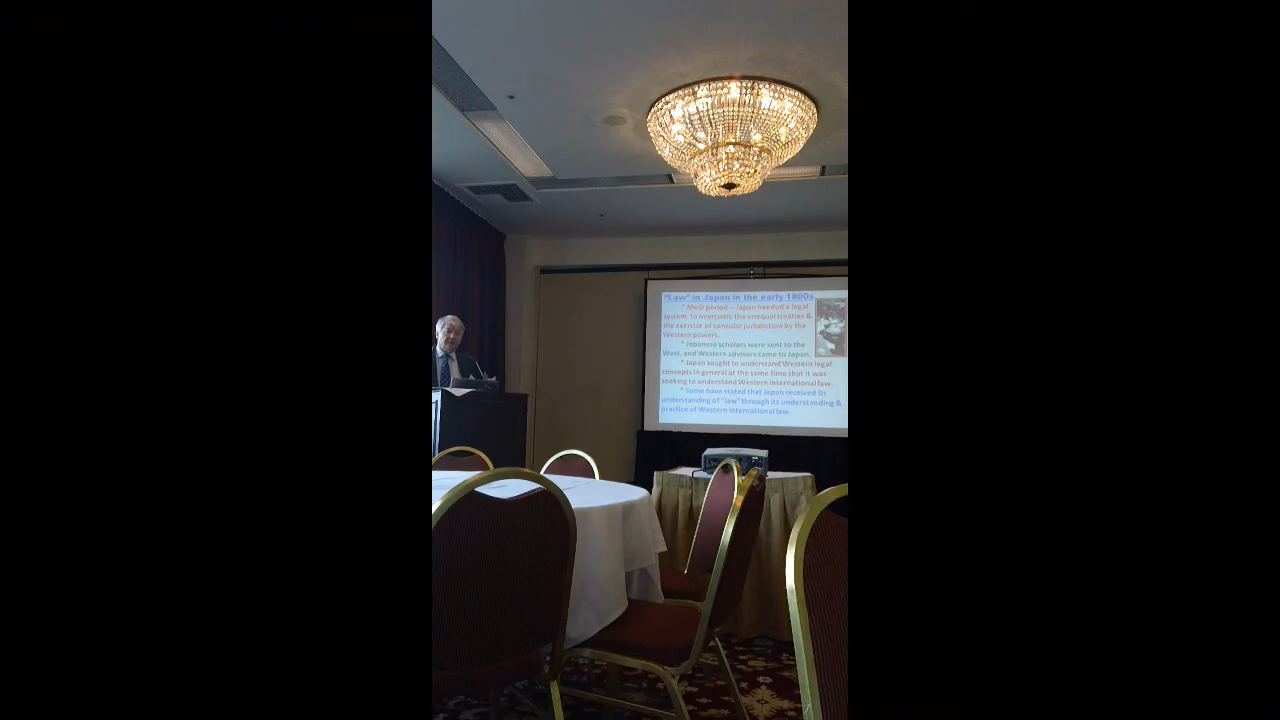 "Law" in Japan in the early 1800s
* Meiji period – Japan needed a legal
system to overcome the unequal treaties &
the exercise of consular jurisdiction by the
Western powers.
* Japanese scholars were sent to the
West, and Western advisors came to Japan.
* Japan sought to understand Western legal
concepts in general at the same time that it was
seeking to understand Western international law.
* Some have stated that Japan received its
understanding of "law" through its understanding &
practice of Western international law.